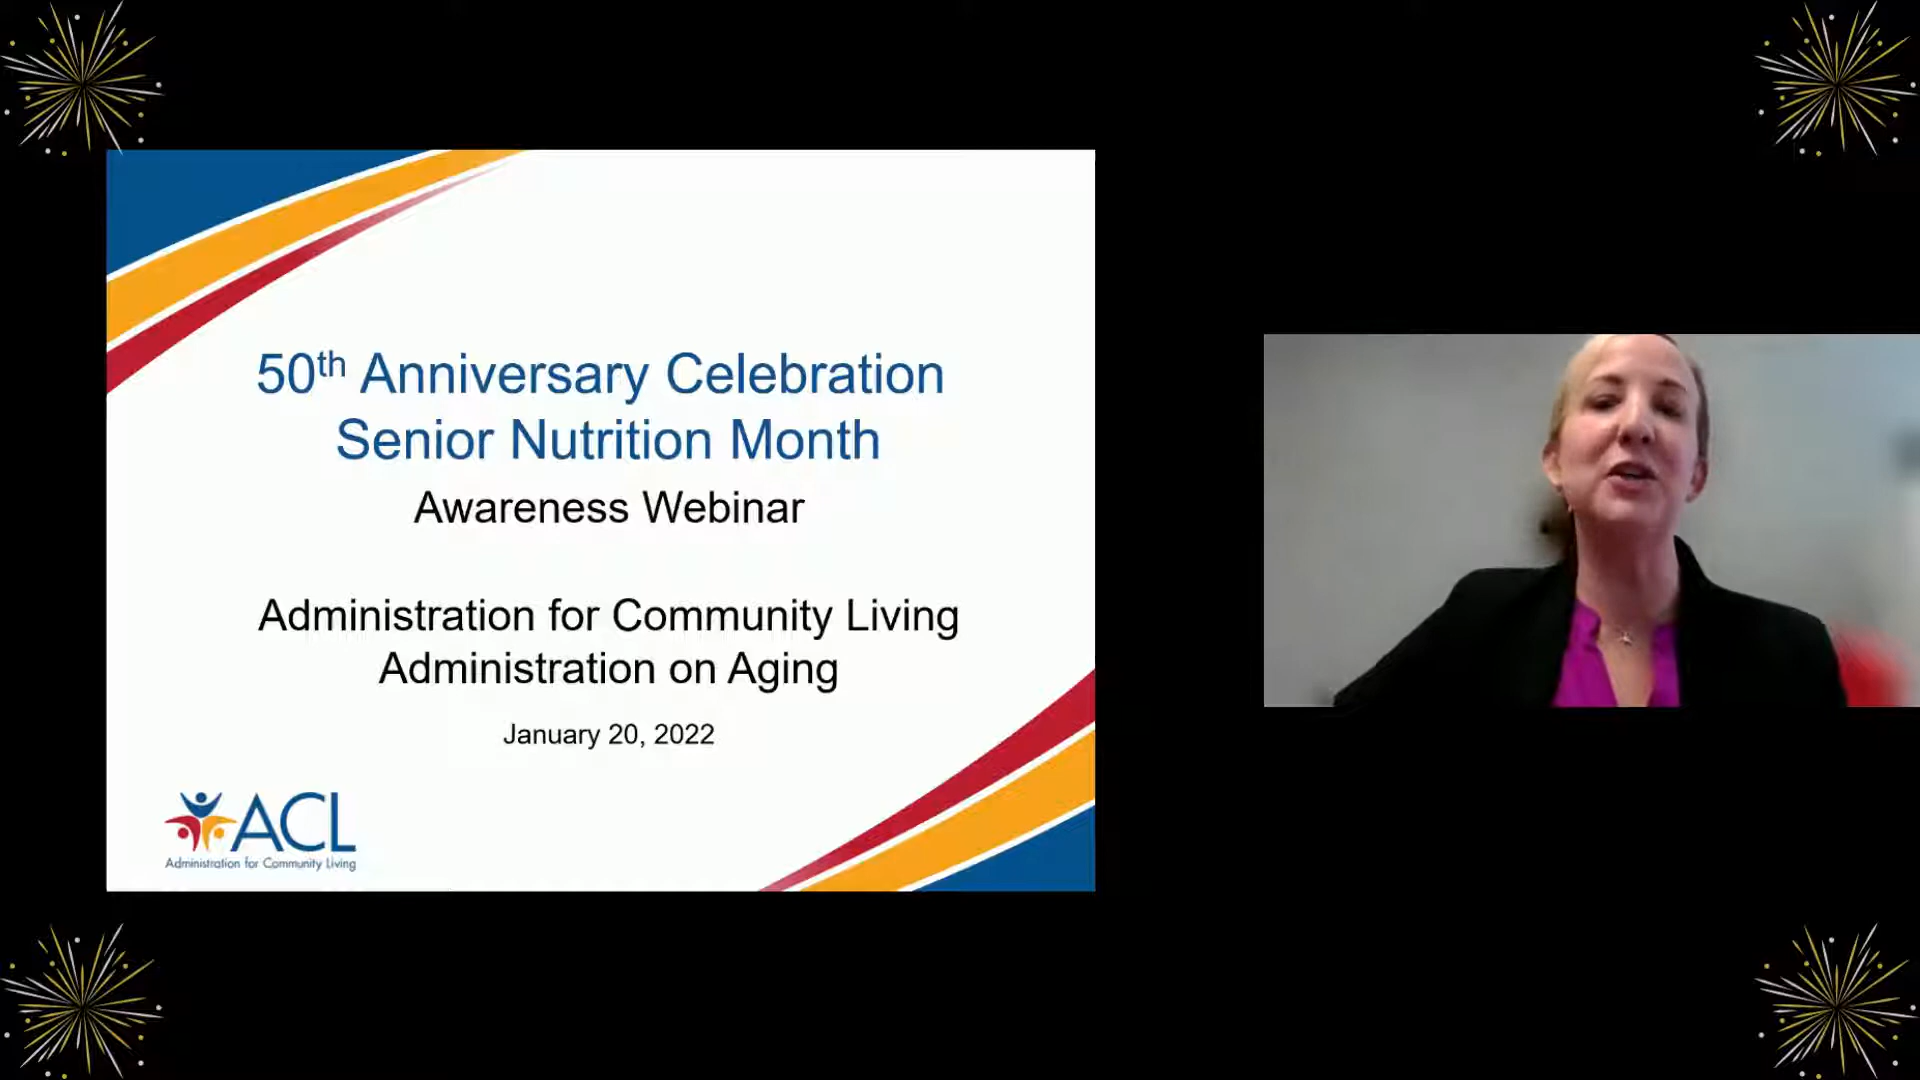 50th Anniversary Celebration
Senior Nutrition Month
Awareness Webinar
Administration for Community Living
Administration on Aging
January 20, 2022
ACL
Administration for Community Living